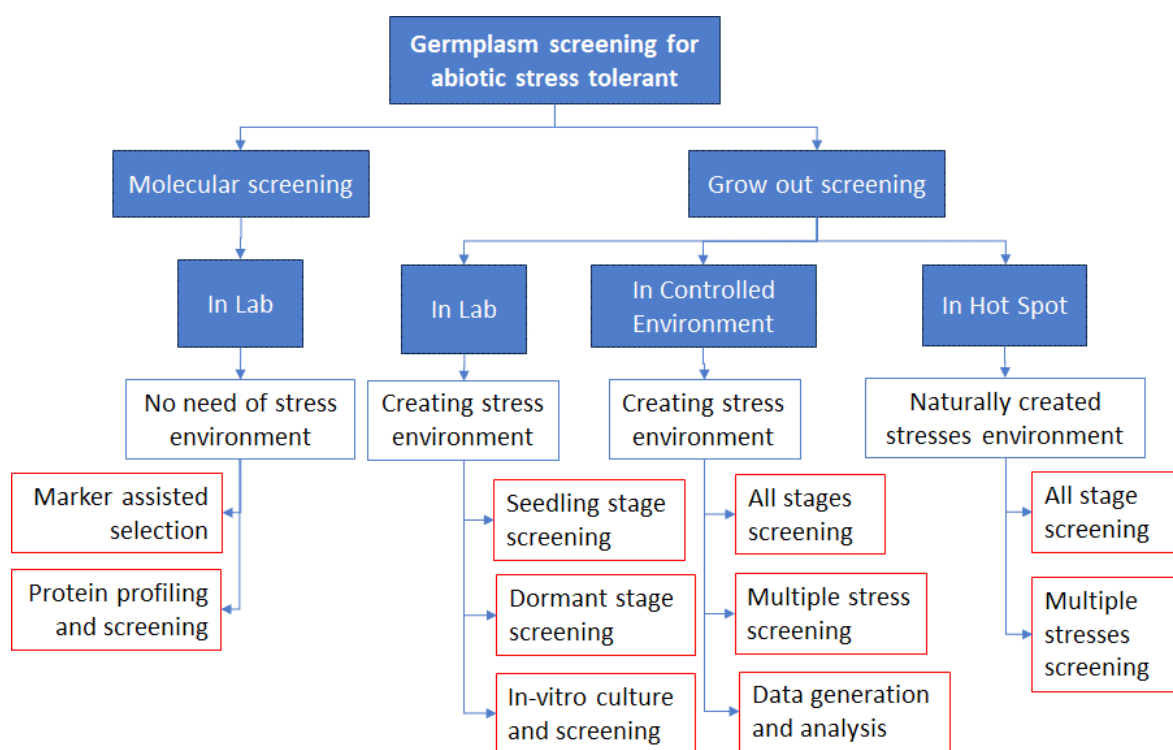 Germplasm screening for
abiotic stress tolerant
Molecular screening
Grow out screening
In Lab
In Lab
In Controlled
Environment
In Hot Spot
No need of stress
environment
Creating stress
environment
Creating stress
environment
Naturally created
stresses environment
Marker assisted
selection
Protein profiling
and screening
Seedling stage
screening
Dormant stage
screening
In-vitro culture
and screening
All stages
screening
Multiple stress
screening
Data generation
and analysis
All stage
screening
Multiple
stresses
screening